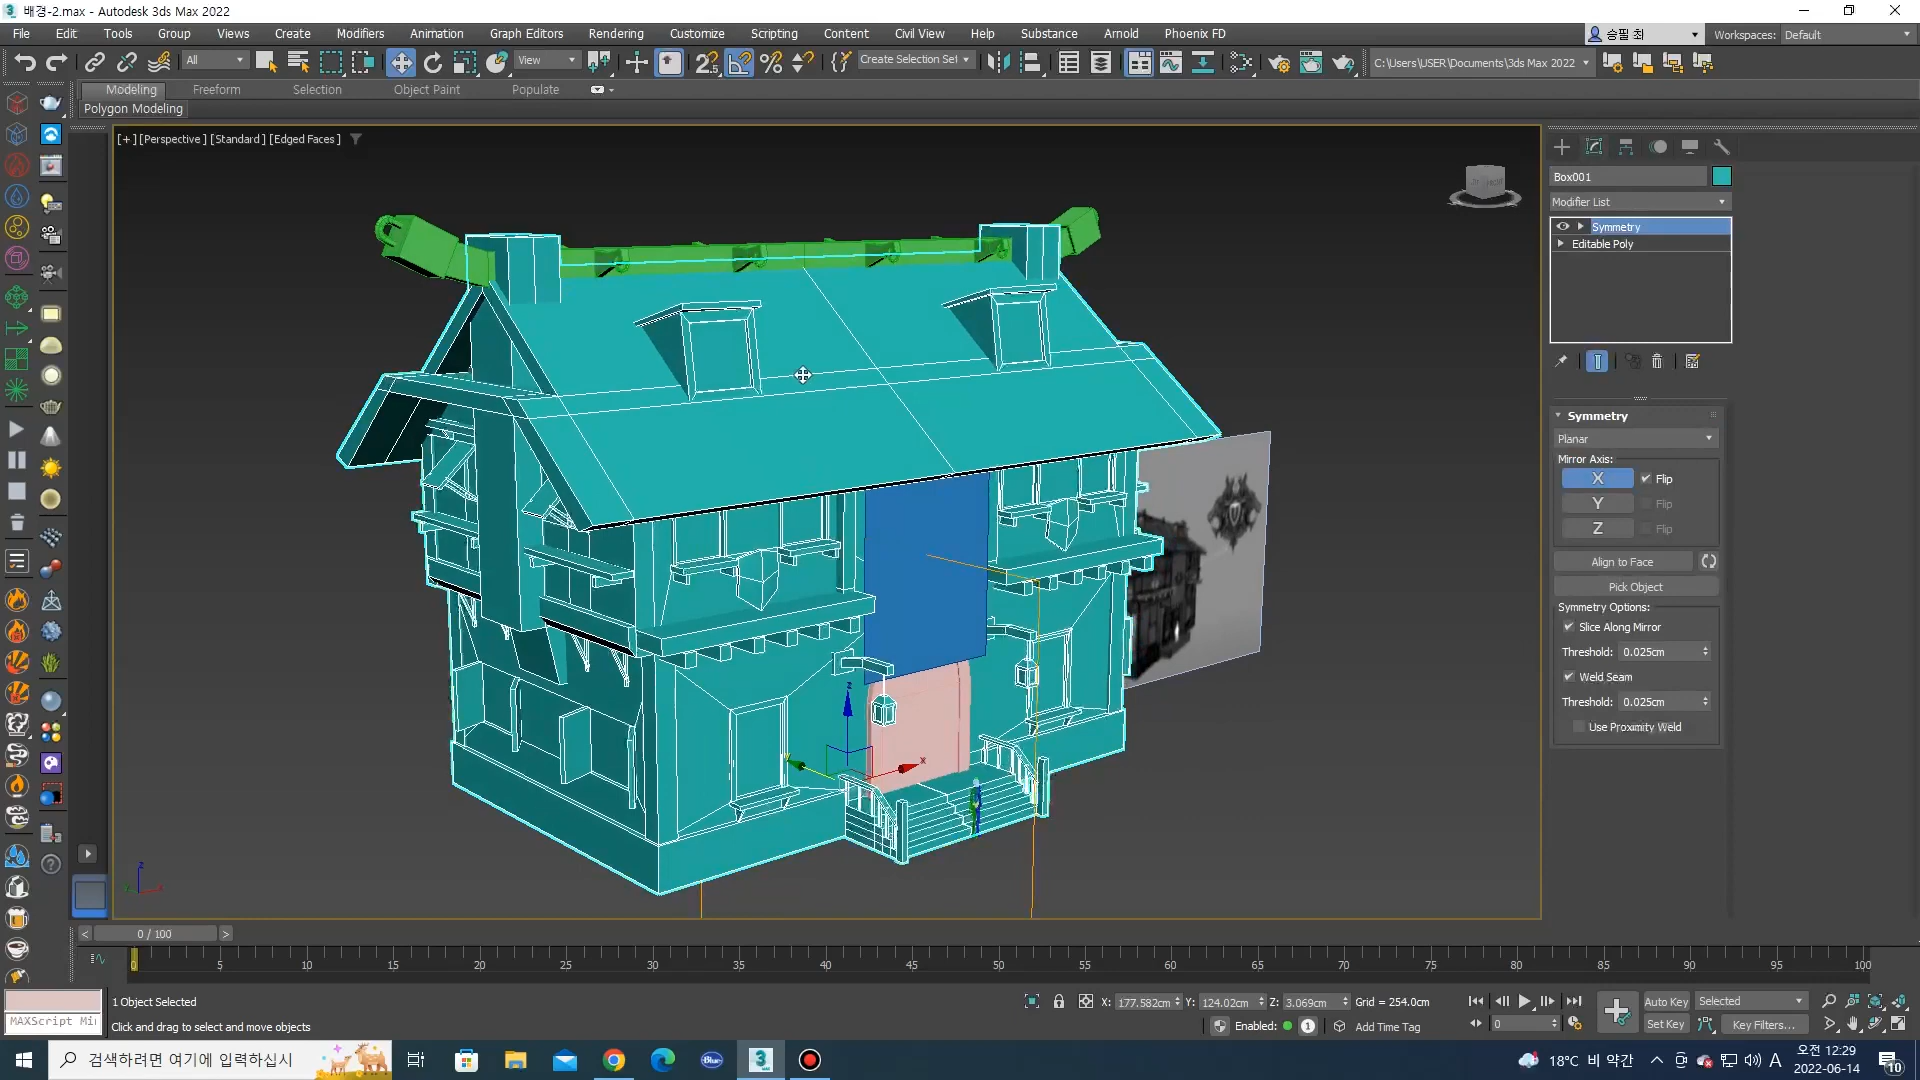 배경-2.max - Autodesk 3ds Max 2022
File Edit Tools Group Views Create Modifiers Animation Graph Editors Rendering Customize Scripting Civil View Content Help Substance Arnold Phoenix FD
승필 최 Workspaces: Default
All View Create Selection Set C:\Users\USER\Documents\3ds Max 2022
Modeling Freeform Selection Object Paint Populate
Polygon Modeling
[+] [Perspective] [Standard] [Edged Faces]
Box001
Modifier List
Symmetry
Editable Poly
Symmetry
Planar
Mirror Axis:
X Flip
Y Flip
Z Flip
Align to Face
Pick Object
Symmetry Options:
Slice Along Mirror
Threshold: 0.025cm
Weld Seam
Threshold: 0.025cm
Use Proximity Weld
z
x
z
< 0 / 100 >
0 5 10 15 20 25 30 35 40 45 50 55 60 65 70 75 80 85 90 95 100
1 Object Selected
X: 177.582cm Y: 124.02cm Z: 3.069cm Grid = 254.0cm
Auto Key Selected
MAXScript Mi
Click and drag to select and move objects
Enabled: 1 Add Time Tag
0
Set Key Key Filters...
검색하려면 여기에 입력하십시
18°C 비 약간 A 오전 12:29
2022-06-14
10